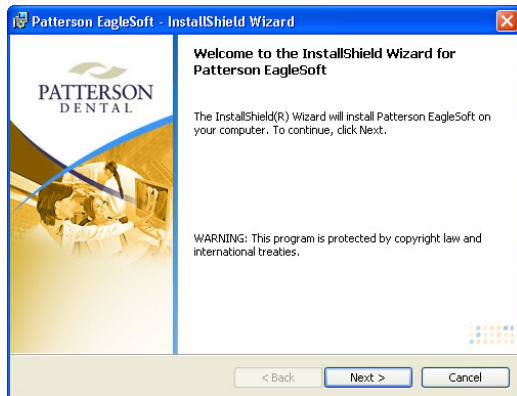 Patterson EagleSoft - InstallShield Wizard
PATTERSON
DENTAL
Welcome to the InstallShield Wizard for
Patterson EagleSoft
The InstallShield(R) Wizard will install Patterson EagleSoft on
your computer. To continue, click Next.
WARNING: This program is protected by copyright law and
international treaties.
< Back
Next >
Cancel